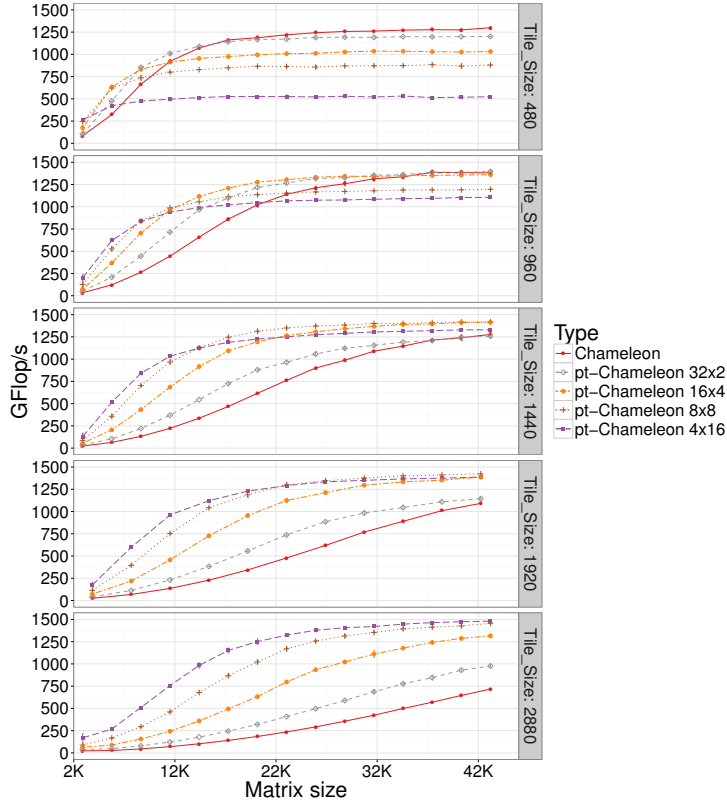 1500
1250
1000
750
500
250
0
Tile_Size: 480
1500
1250
1000
750
500
250
0
Tile_Size: 960
1500
1250
1000
750
500
250
0
Tile_Size: 1440
1500
1250
1000
750
500
250
0
Tile_Size: 1920
1500
1250
1000
750
500
250
0
Tile_Size: 2880
2K 12K 22K 32K 42K
Matrix size
GFlop/s
Type
Chameleon
pt-Chameleon 32x2
pt-Chameleon 16x4
pt-Chameleon 8x8
pt-Chameleon 4x16